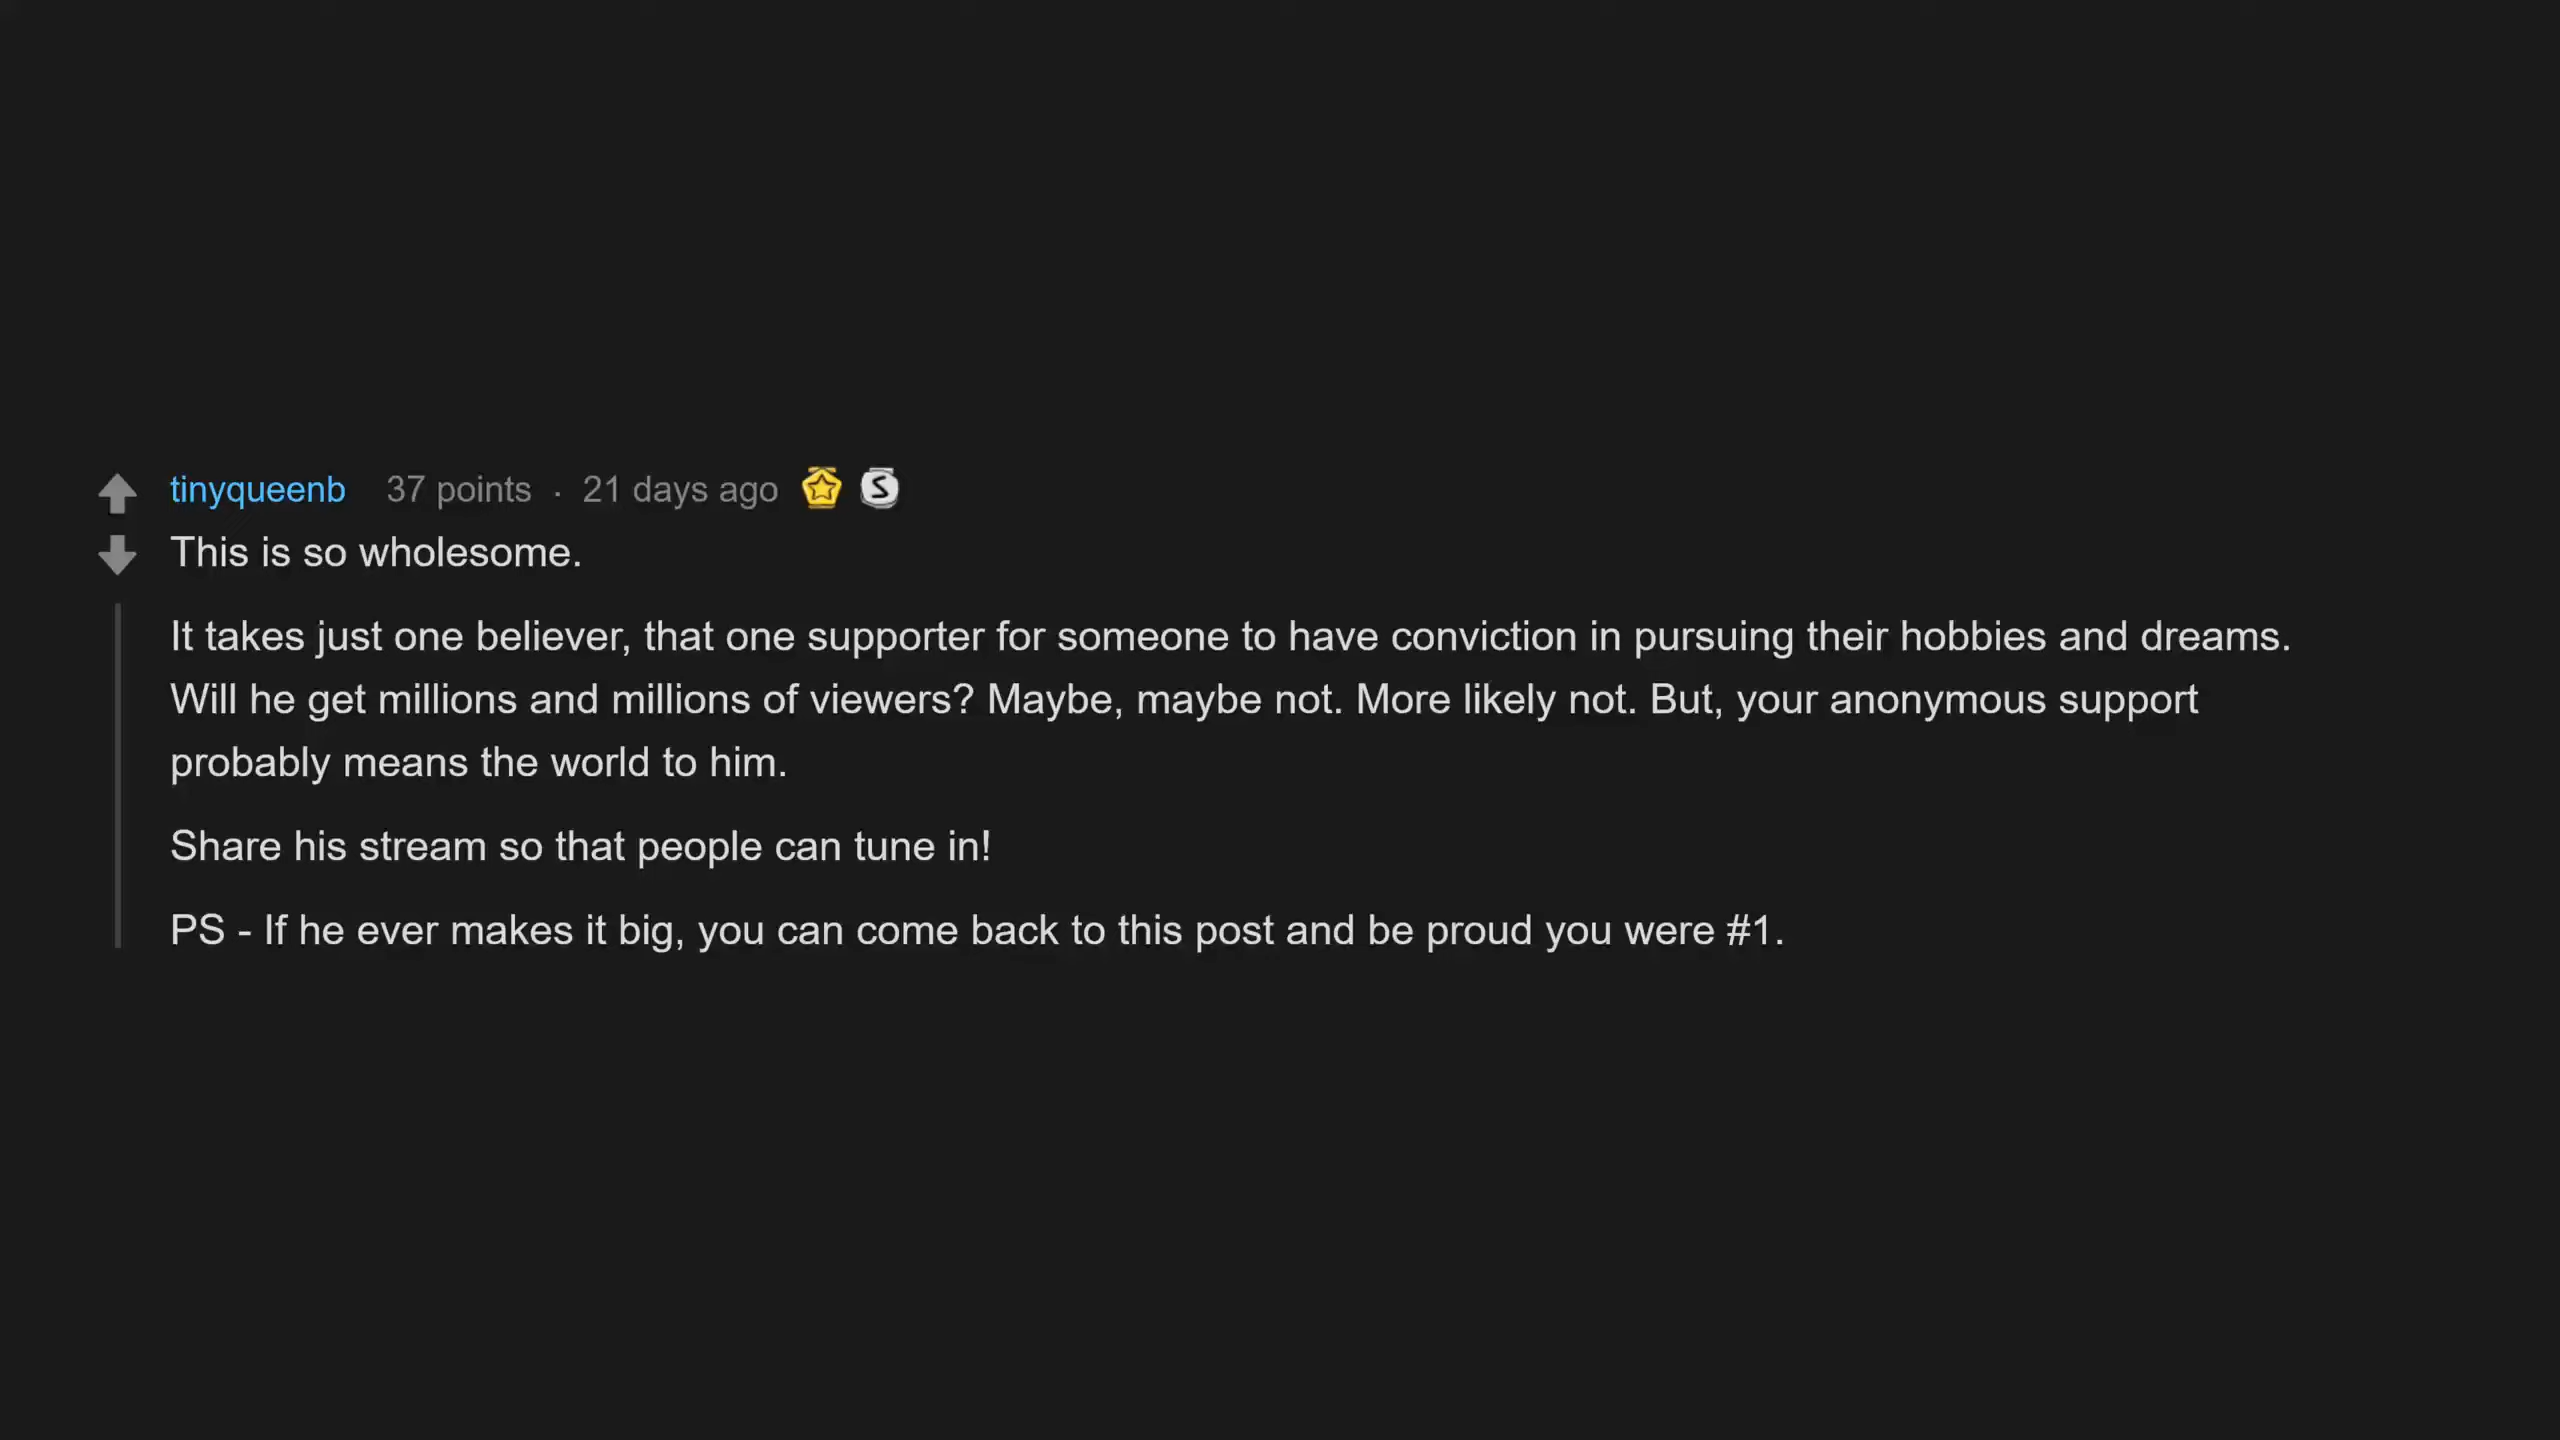 tinyqueenb 37 points · 21 days ago
This is so wholesome.
It takes just one believer, that one supporter for someone to have conviction in pursuing their hobbies and dreams.
Will he get millions and millions of viewers? Maybe, maybe not. More likely not. But, your anonymous support
probably means the world to him.
Share his stream so that people can tune in!
PS - If he ever makes it big, you can come back to this post and be proud you were #1.